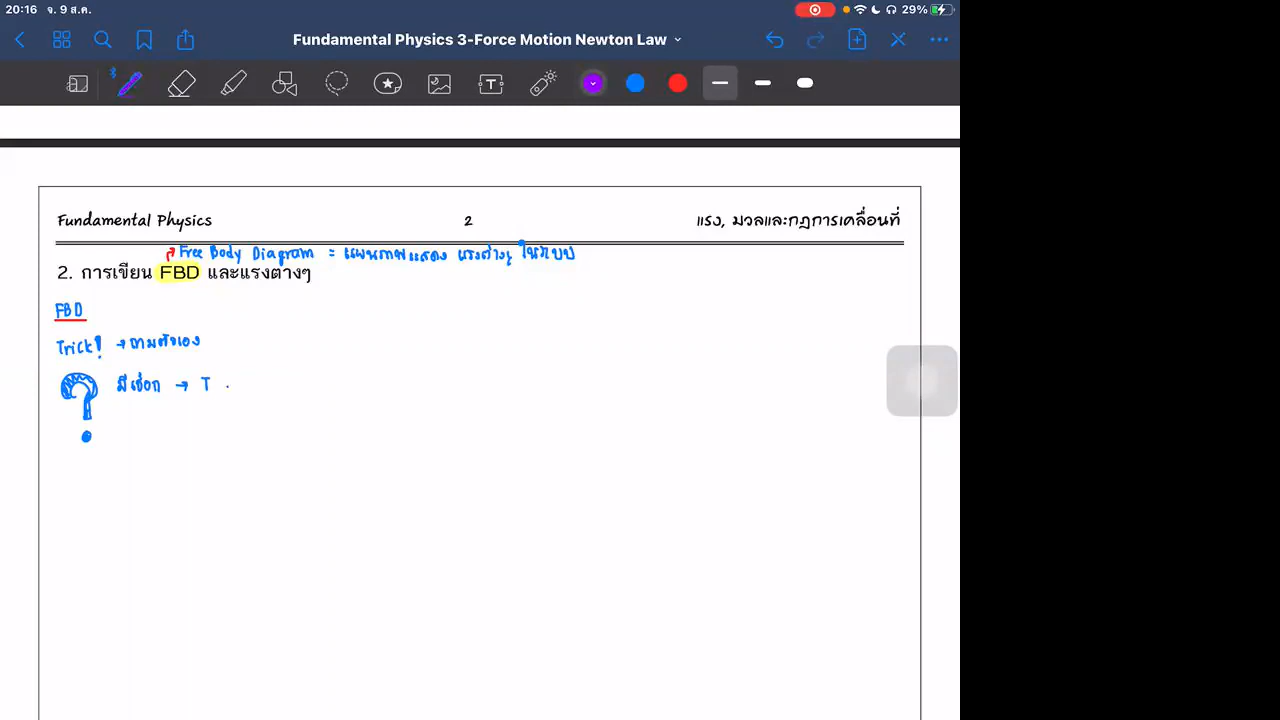 20:16 จ. 9 ส.ค. 29%
Fundamental Physics 3-Force Motion Newton Law
T
Fundamental Physics 2 แรง, มวลและกฎการเคลื่อนที่
Free Body Diagram = แผนภาพแสดง แรงต่างๆ ในระบบ
2. การเขียน FBD และแรงต่างๆ
FBD
Trick! → ถามตัวเอง
? มีเชือก → T